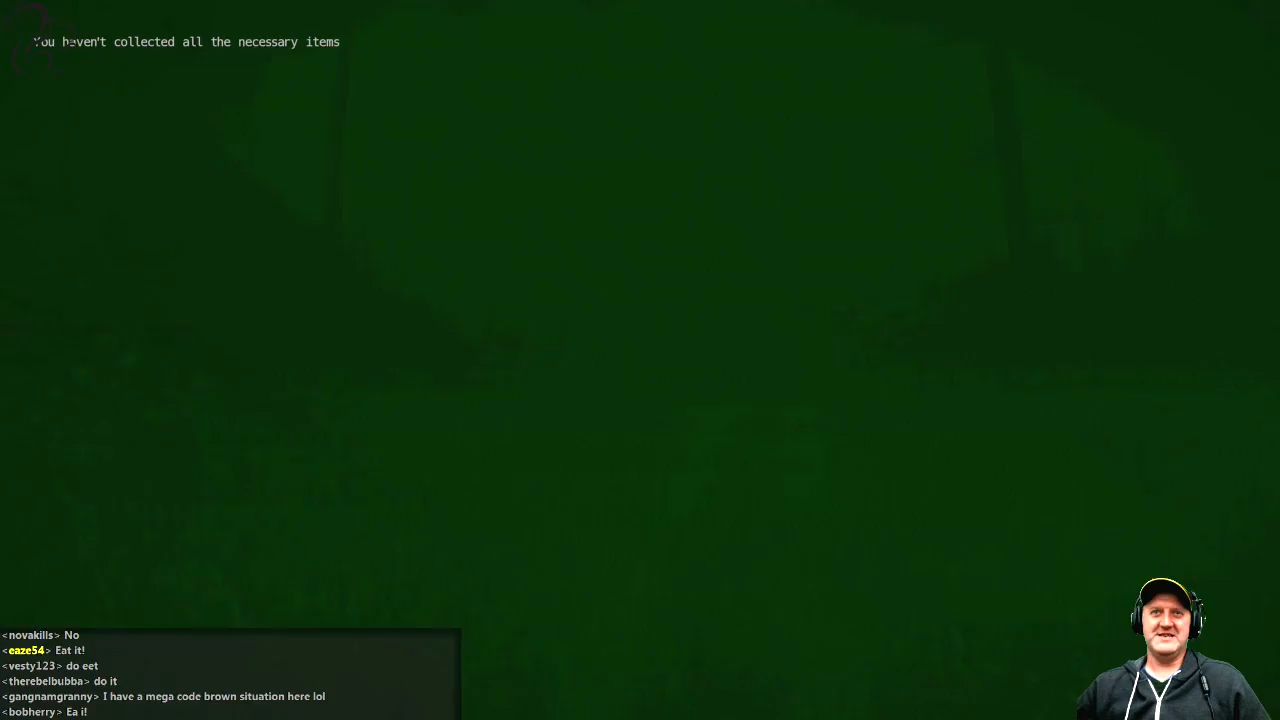 You haven't collected all the necessary items
<novakills> No
<eaze54> Eat it!
<vesty123> do eet
<therebelbubba> do it
<gangnamgranny> I have a mega code brown situation here lol
<bobherry> Ea i!